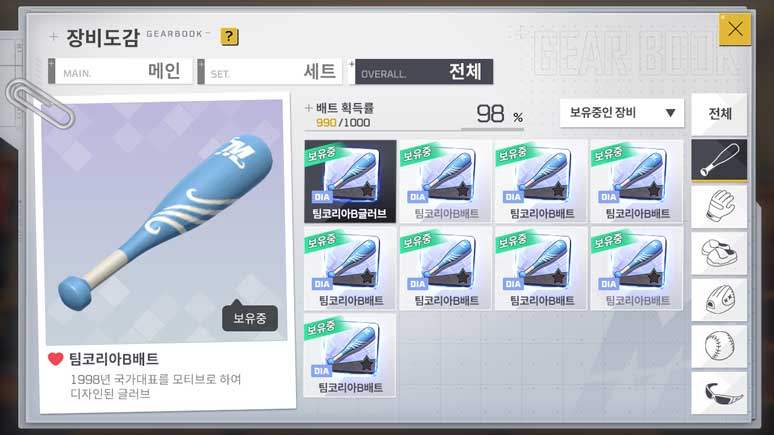 장비도감 GEARBOOK ?
GEAR BOOK
MAIN. 메인
SET. 세트
OVERALL. 전체
배트 획득률
990/1000
98 %
보유중인 장비
전체
보유중
팀코리아B배트
1998년 국가대표를 모티브로 하여
디자인된 글러브
보유중 DIA 팀코리아B글러브
보유중 DIA 팀코리아B배트
보유중 DIA 팀코리아B배트
보유중 DIA 팀코리아B배트
보유중 DIA 팀코리아B배트
보유중 DIA 팀코리아B배트
보유중 DIA 팀코리아B배트
보유중 DIA 팀코리아B배트
보유중 DIA 팀코리아B배트